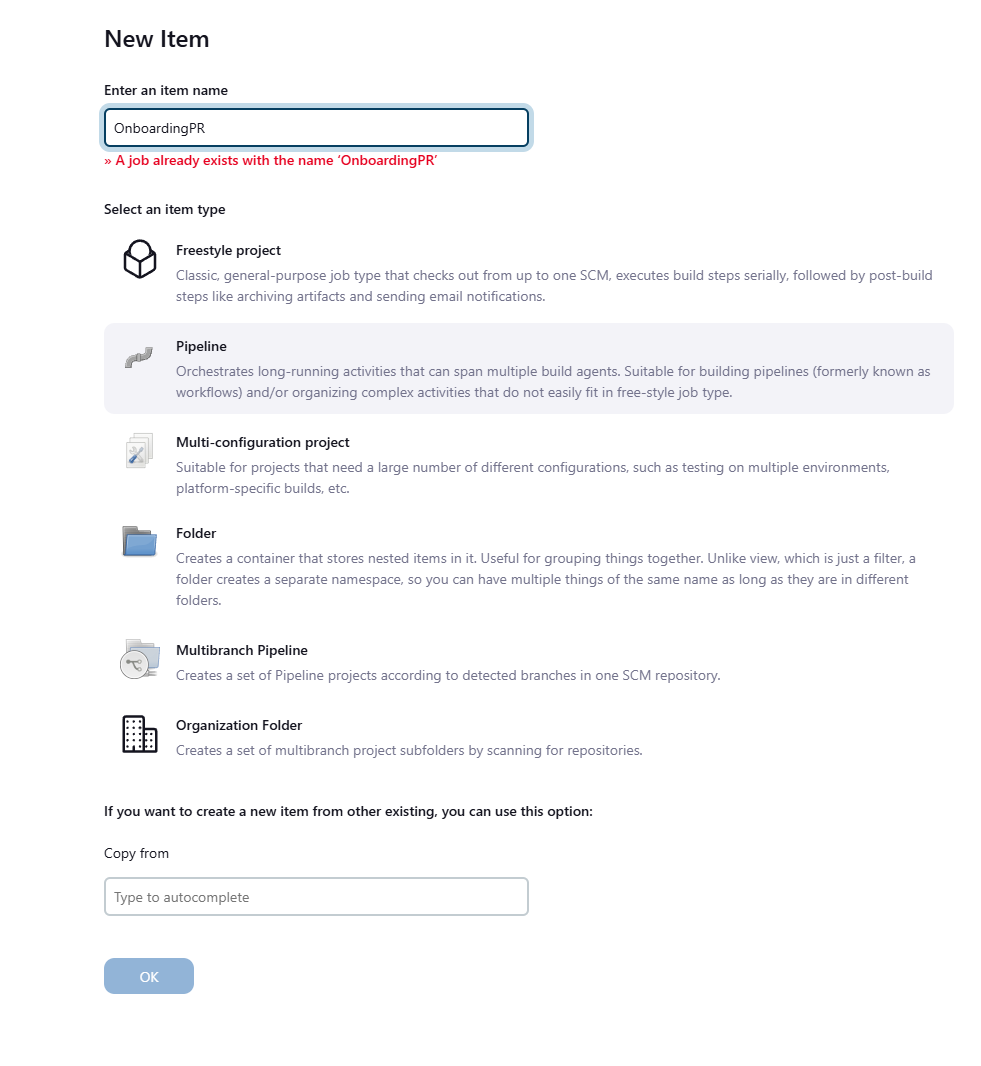 New Item
Enter an item name
OnboardingPR
» A job already exists with the name ‘OnboardingPR’
Select an item type
Freestyle project
Classic, general-purpose job type that checks out from up to one SCM, executes build steps serially, followed by post-build
steps like archiving artifacts and sending email notifications.
Pipeline
Orchestrates long-running activities that can span multiple build agents. Suitable for building pipelines (formerly known as
workflows) and/or organizing complex activities that do not easily fit in free-style job type.
Multi-configuration project
Suitable for projects that need a large number of different configurations, such as testing on multiple environments,
platform-specific builds, etc.
Folder
Creates a container that stores nested items in it. Useful for grouping things together. Unlike view, which is just a filter, a
folder creates a separate namespace, so you can have multiple things of the same name as long as they are in different
folders.
Multibranch Pipeline
Creates a set of Pipeline projects according to detected branches in one SCM repository.
Organization Folder
Creates a set of multibranch project subfolders by scanning for repositories.
If you want to create a new item from other existing, you can use this option:
Copy from
Type to autocomplete
OK